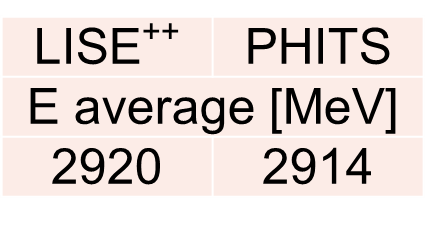 LISE++ PHITS
E average [MeV]
2920 2914